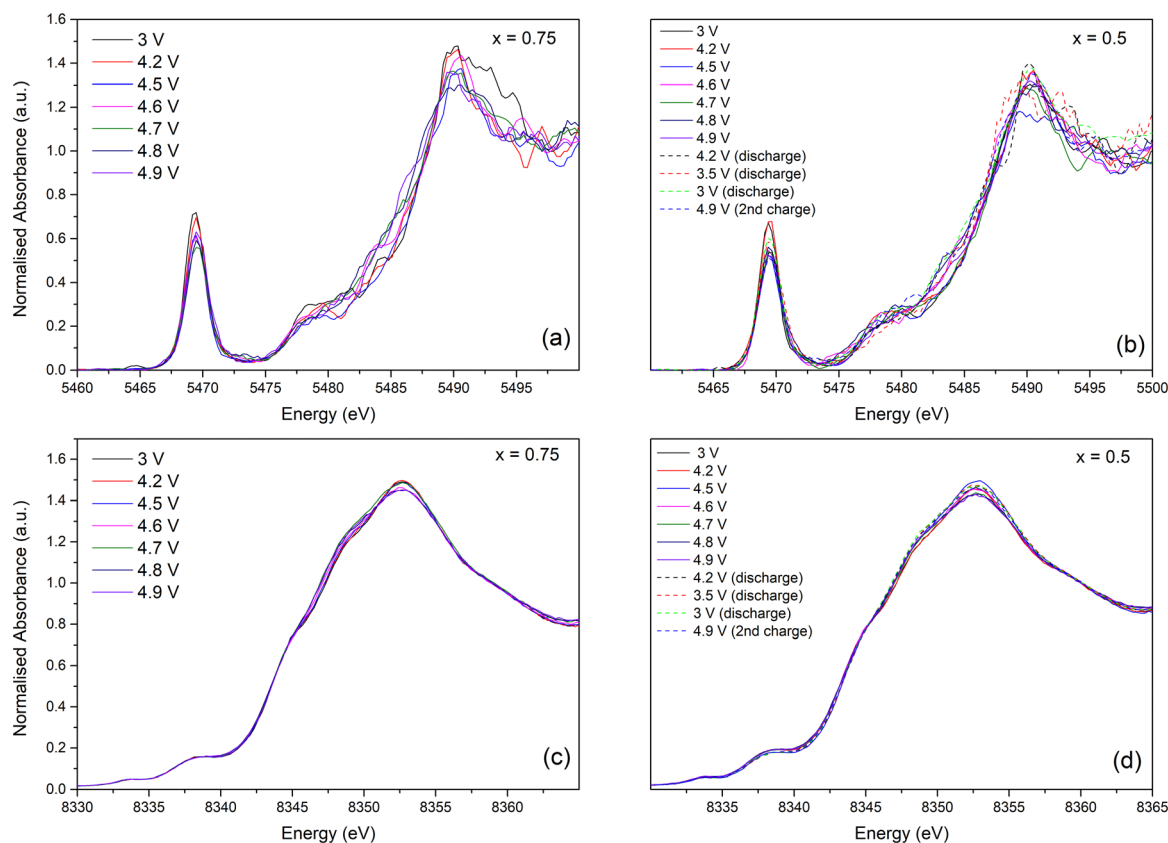 1.6
1.4
1.2
1.0
0.8
0.6
0.4
0.2
0.0
Normalised Absorbance (a.u.)
3 V
4.2 V
4.5 V
4.6 V
4.7 V
4.8 V
4.9 V
x = 0.75
(a)
5460 5465 5470 5475 5480 5485 5490 5495
Energy (eV)
3 V
4.2 V
4.5 V
4.6 V
4.7 V
4.8 V
4.9 V
4.2 V (discharge)
3.5 V (discharge)
3 V (discharge)
4.9 V (2nd charge)
x = 0.5
(b)
5465 5470 5475 5480 5485 5490 5495 5500
Energy (eV)
1.6
1.4
1.2
1.0
0.8
0.6
0.4
0.2
0.0
Normalised Absorbance (a.u.)
3 V
4.2 V
4.5 V
4.6 V
4.7 V
4.8 V
4.9 V
x = 0.75
(c)
8330 8335 8340 8345 8350 8355 8360
Energy (eV)
3 V
4.2 V
4.5 V
4.6 V
4.7 V
4.8 V
4.9 V
4.2 V (discharge)
3.5 V (discharge)
3 V (discharge)
4.9 V (2nd charge)
x = 0.5
(d)
8335 8340 8345 8350 8355 8360 8365
Energy (eV)